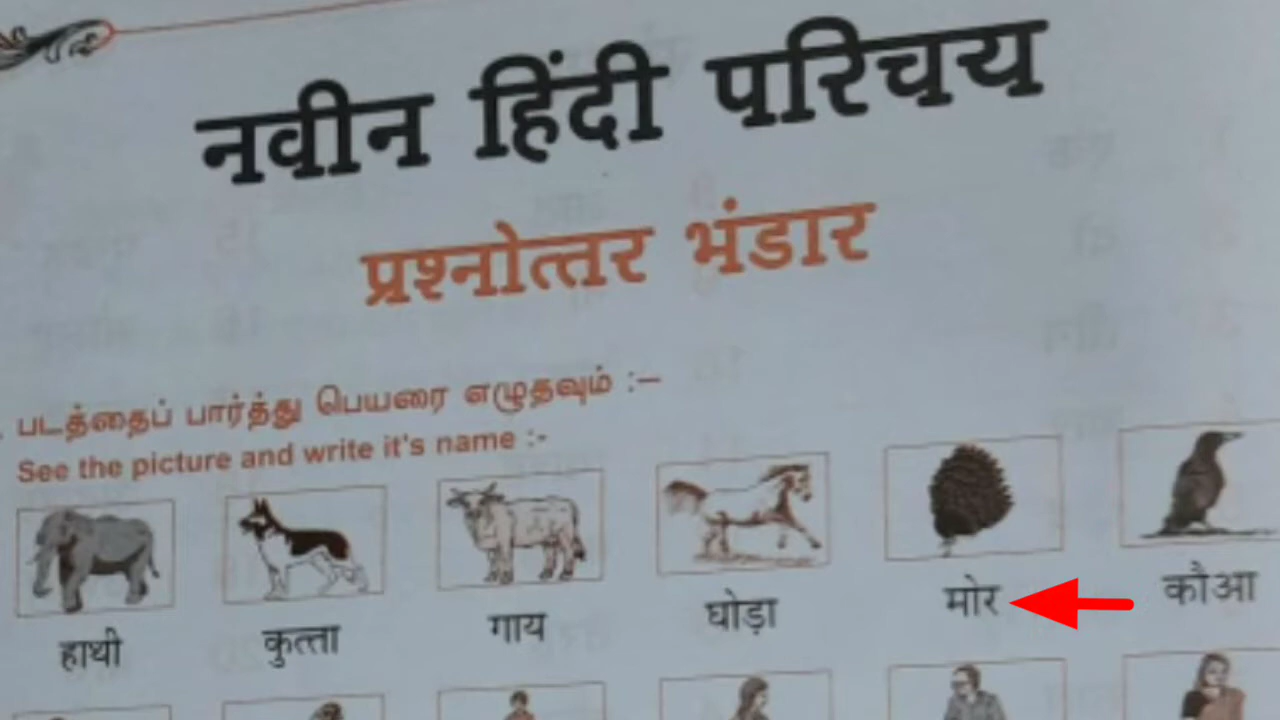 नवीन हिंदी परिचय
प्रश्नोत्तर भंडार
படத்தைப் பார்த்து பெயரை எழுதவும் :–
See the picture and write it's name :-
हाथी कुत्ता गाय घोड़ा मोर कौआ